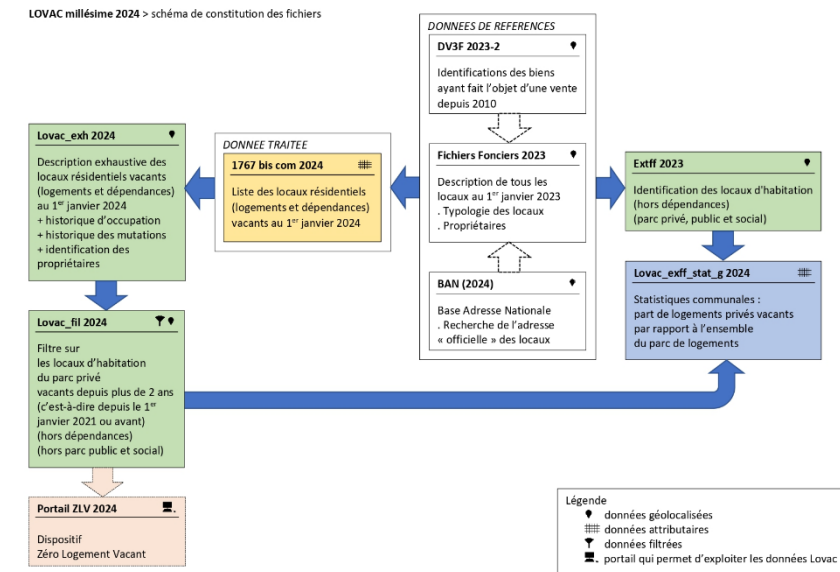 LOVAC millésime 2024 > schéma de constitution des fichiers
DONNEES DE REFERENCES
DV3F 2023-2
Identifications des biens
ayant fait l'objet d'une vente
depuis 2010
Lovac_exh 2024
Description exhaustive des
locaux résidentiels vacants
(logements et dépendances)
au 1er janvier 2024
+ historique d'occupation
+ historique des mutations
+ identification des
propriétaires
DONNEE TRAITEE
1767 bis com 2024
Liste des locaux résidentiels
(logements et dépendances)
vacants au 1er janvier 2024
Fichiers Fonciers 2023
Description de tous les
locaux au 1er janvier 2023
. Typologie des locaux
. Propriétaires
Extff 2023
Identification des locaux d'habitation
(hors dépendances)
(parc privé, public et social)
BAN (2024)
Base Adresse Nationale
. Recherche de l'adresse
« officielle » des locaux
Lovac_exff_stat_g 2024
Statistiques communales :
part de logements privés vacants
par rapport à l'ensemble
du parc de logements
Lovac_fil 2024
Filtre sur
les locaux d'habitation
du parc privé
vacants depuis plus de 2 ans
(c'est-à-dire depuis le 1er
janvier 2021 ou avant)
(hors dépendances)
(hors parc public et social)
Portail ZLV 2024
Dispositif
Zéro Logement Vacant
Légende
données géolocalisées
données attributaires
données filtrées
portail qui permet d'exploiter les données Lovac